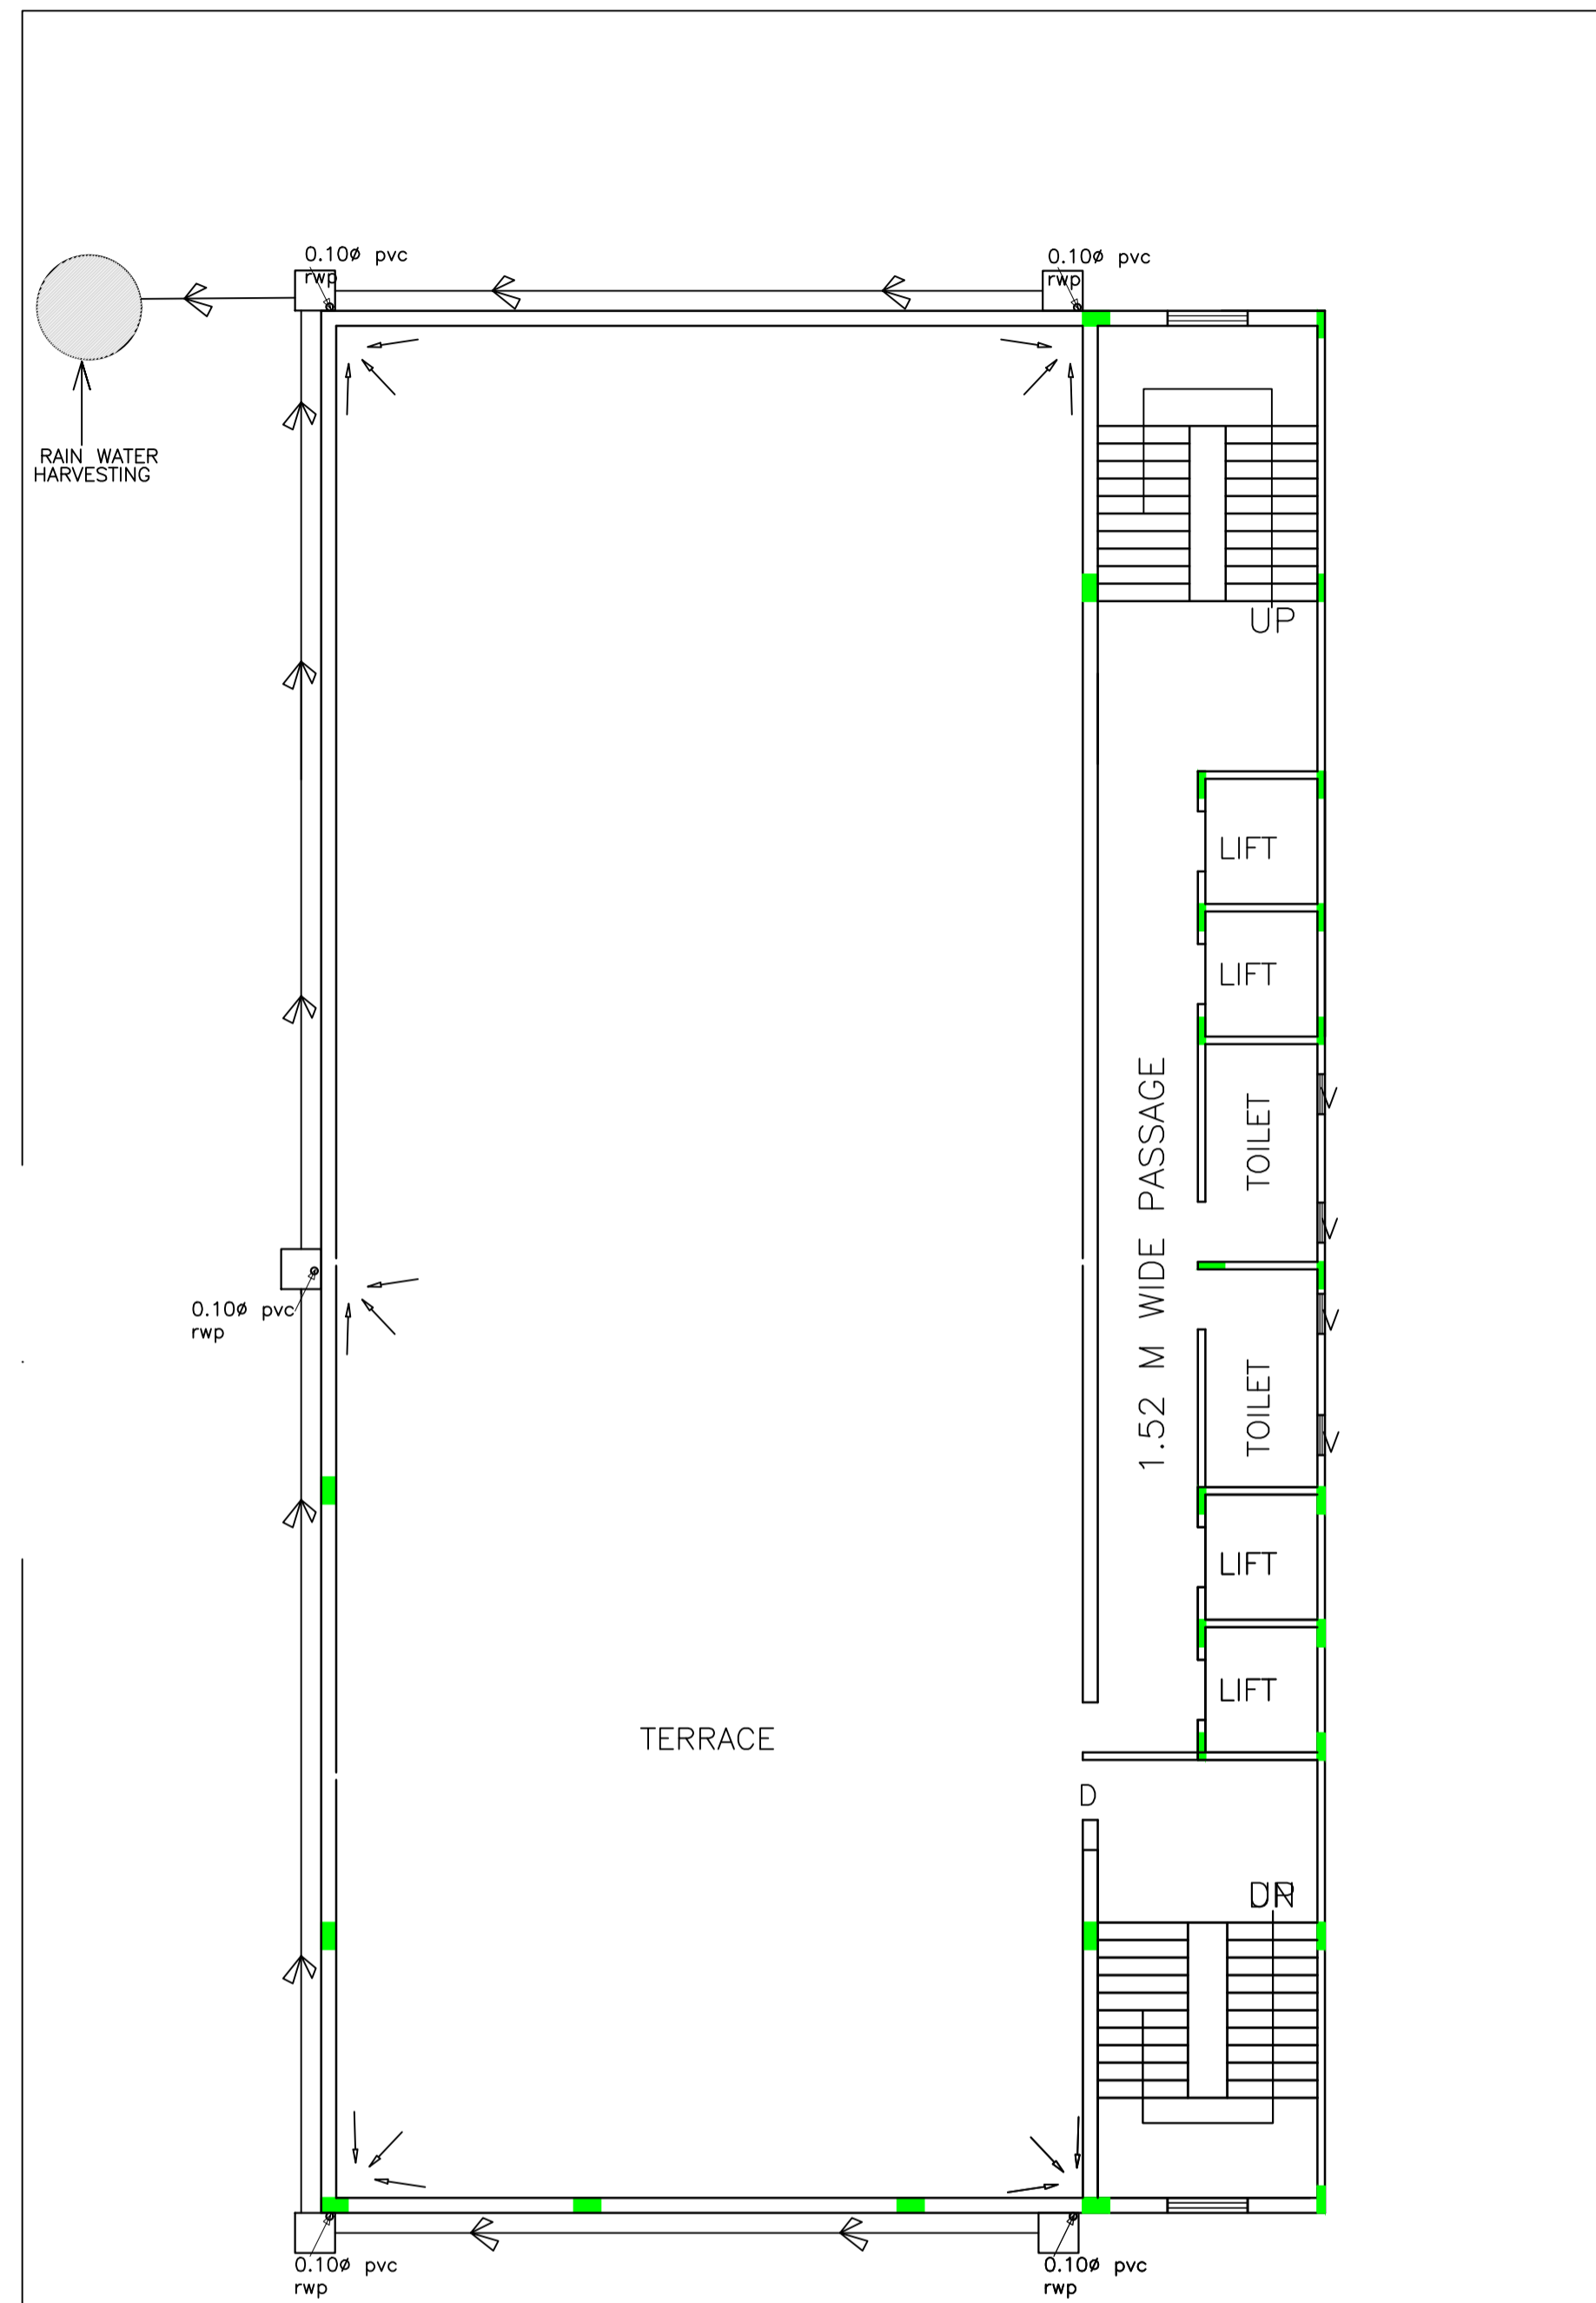 0.10ø pvc
rwp
0.10ø pvc
rwp
RAIN WATER
HARVESTING
UP
LIFT
LIFT
TOILET
V
V
1.52 M WIDE PASSAGE
0.10ø pvc
rwp
V
TOILET
V
LIFT
LIFT
TERRACE
D
0.10ø pvc
rwp
0.10ø pvc
rwp